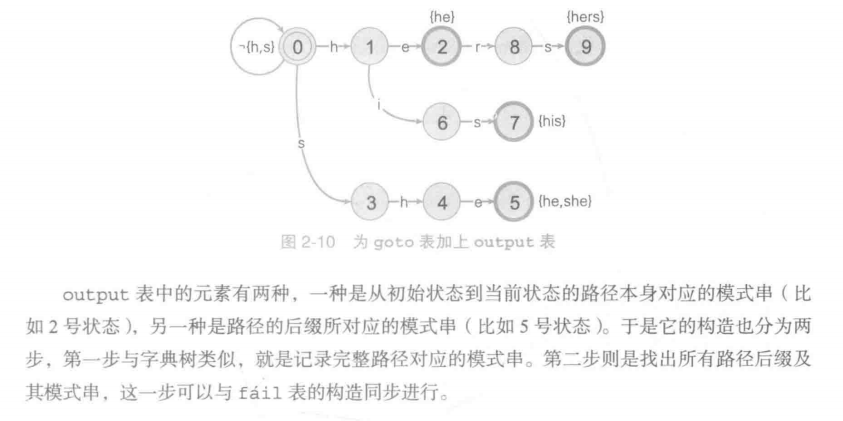 {he}
{hers}
¬{h,s} 0 h 1 e 2 r 8 s 9
i
6 s 7 {his}
s
3 h 4 e 5 {he,she}
图 2-10 为 goto 表加上 output 表
output 表中的元素有两种，一种是从初始状态到当前状态的路径本身对应的模式串（比
如 2 号状态），另一种是路径的后缀所对应的模式串（比如 5 号状态）。于是它的构造也分为两
步，第一步与字典树类似，就是记录完整路径对应的模式串。第二步则是找出所有路径后缀及
其模式串，这一步可以与 fail 表的构造同步进行。